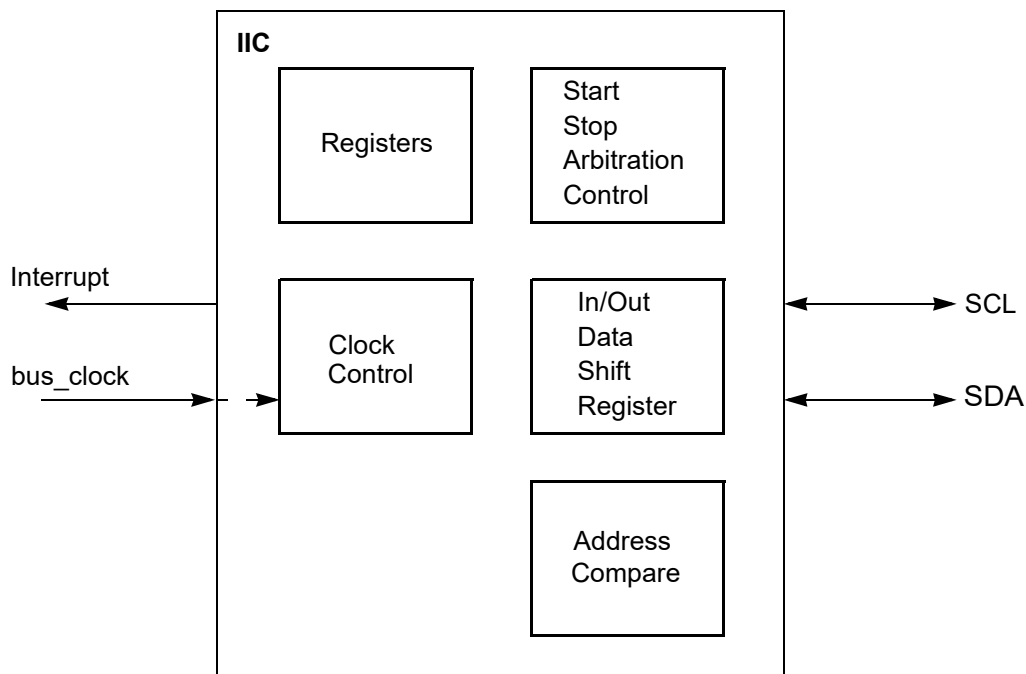 IIC
Registers
Start
Stop
Arbitration
Control
Interrupt
bus_clock
Clock
Control
In/Out
Data
Shift
Register
SCL
SDA
Address
Compare